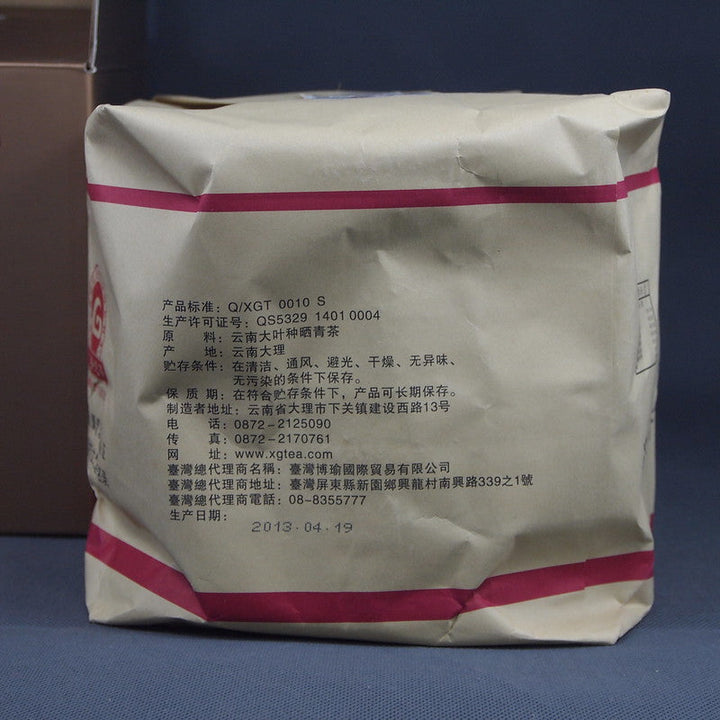 产品标准：Q/XGT 0010 S
生产许可证号：QS5329 1401 0004
原　　料：云南大叶种晒青茶
产　　地：云南大理
贮存条件：在清洁、通风、避光、干燥、无异味、
无污染的条件下保存。
保 质 期：在符合贮存条件下，产品可长期保存。
制造者地址：云南省大理市下关镇建设西路13号
电　　话：0872-2125090
传　　真：0872-2170761
网　　址：www.xgtea.com
臺灣總代理商名稱：臺灣博瑜國際貿易有限公司
臺灣總代理商地址：臺灣屏東縣新園鄉興龍村南興路339之1號
臺灣總代理商電話：08-8355777
生产日期：
2013.04.19